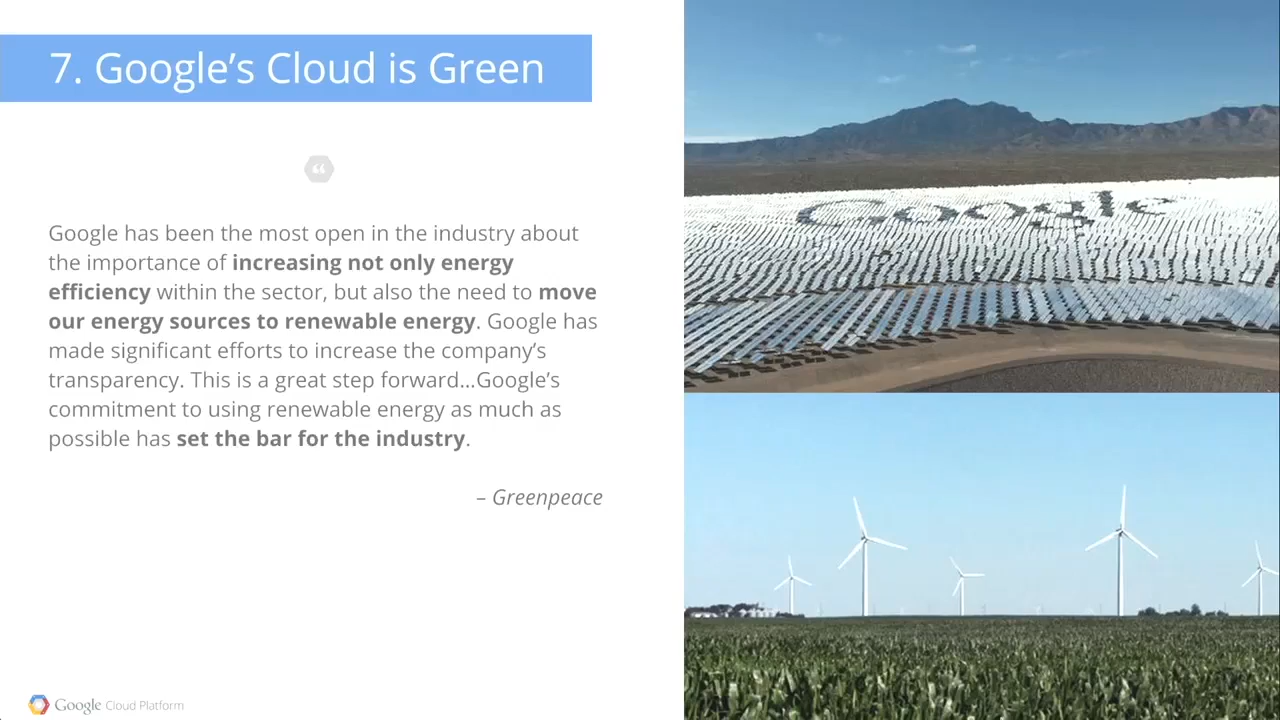 7. Google’s Cloud is Green
“
Google has been the most open in the industry about
the importance of increasing not only energy
efficiency within the sector, but also the need to move
our energy sources to renewable energy. Google has
made significant efforts to increase the company’s
transparency. This is a great step forward…Google’s
commitment to using renewable energy as much as
possible has set the bar for the industry.
– Greenpeace
Google Cloud Platform
Google